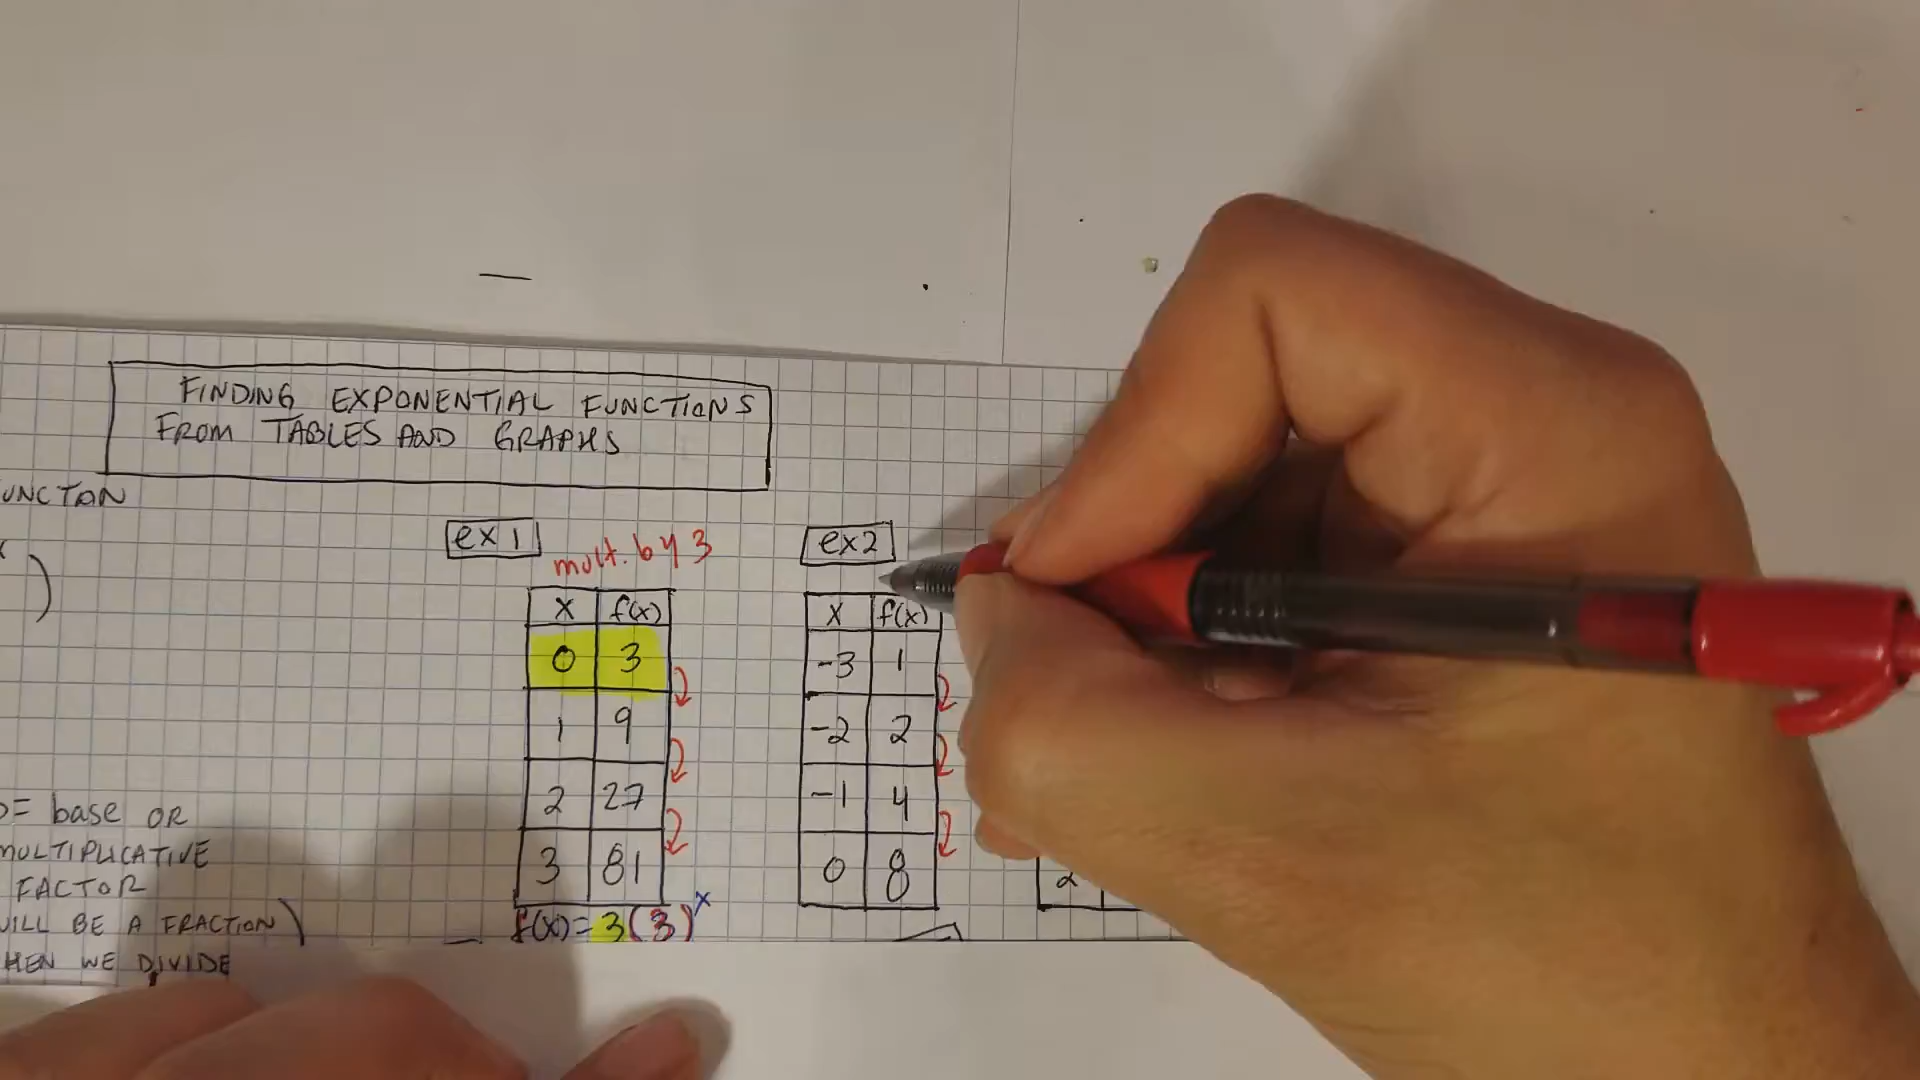 FINDING EXPONENTIAL FUNCTIONS
FROM TABLES AND GRAPHS
UNCTION
)
= base OR
MULTIPLICATIVE
FACTOR
WILL BE A FRACTION)
HEN WE DIVIDE
ex 1
mult. by 3
x f(x)
0 3
1 9
2 27
3 81
f(x) = 3(3)^x
ex2
x f(x)
-3 1
-2 2
-1 4
0 8
2